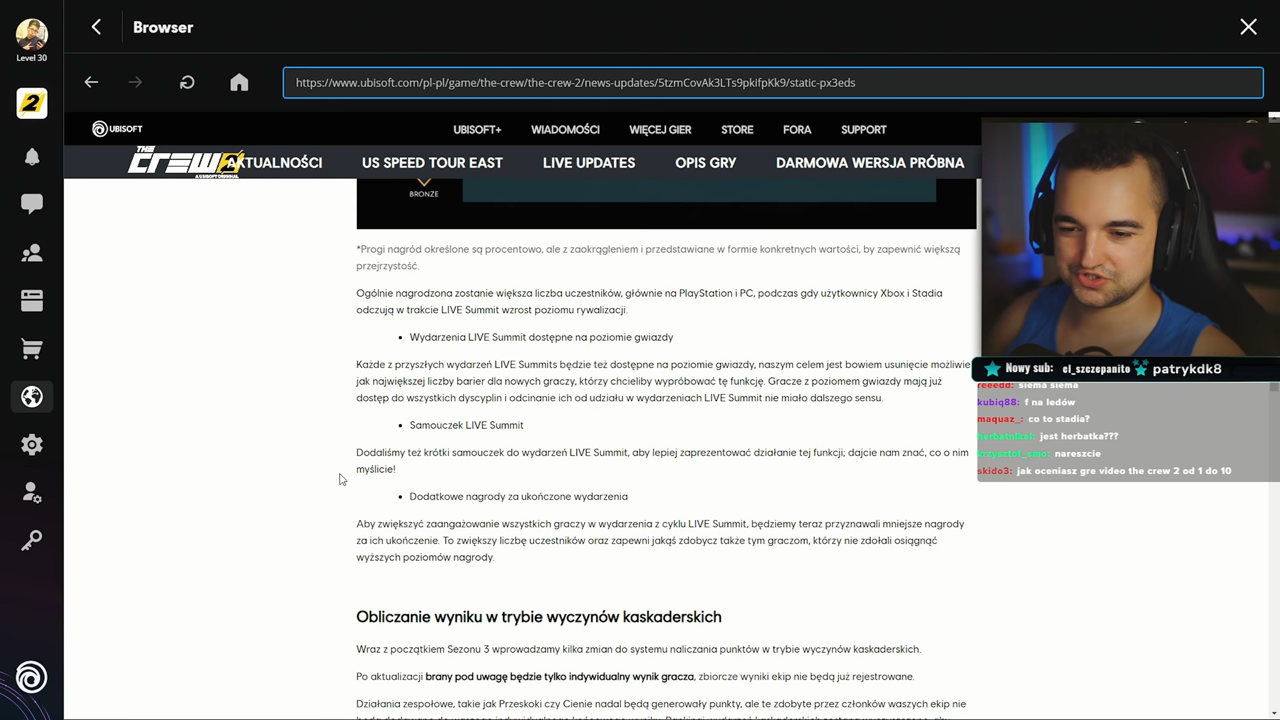 Level 30
Browser
https://www.ubisoft.com/pl-pl/game/the-crew/the-crew-2/news-updates/5tzmCovAk3LTs9pkifpKk9/static-px3eds
UBISOFT
UBISOFT+ WIADOMOŚCI WIĘCEJ GIER STORE FORA SUPPORT
THE CREW 2
A UBISOFT ORIGINAL
AKTUALNOŚCI US SPEED TOUR EAST LIVE UPDATES OPIS GRY DARMOWA WERSJA PRÓBNA
BRONZE
*Progi nagród określone są procentowo, ale z zaokrągleniem i przedstawiane w formie konkretnych wartości, by zapewnić większą
przejrzystość.
Ogólnie nagrodzona zostanie większa liczba uczestników, głównie na PlayStation i PC, podczas gdy użytkownicy Xbox i Stadia
odczują w trakcie LIVE Summit wzrost poziomu rywalizacji.
• Wydarzenia LIVE Summit dostępne na poziomie gwiazdy
Każde z przyszłych wydarzeń LIVE Summits będzie też dostępne na poziomie gwiazdy, naszym celem jest bowiem usunięcie możliwie
jak największej liczby barier dla nowych graczy, którzy chcieliby wypróbować tę funkcję. Gracze z poziomem gwiazdy mają już
dostęp do wszystkich dyscyplin i odcinanie ich od udziału w wydarzeniach LIVE Summit nie miało dalszego sensu.
• Samouczek LIVE Summit
Dodaliśmy też krótki samouczek do wydarzeń LIVE Summit, aby lepiej zaprezentować działanie tej funkcji; dajcie nam znać, co o nim
myślicie!
• Dodatkowe nagrody za ukończone wydarzenia
Aby zwiększyć zaangażowanie wszystkich graczy w wydarzenia z cyklu LIVE Summit, będziemy teraz przyznawali mniejsze nagrody
za ich ukończenie. To zwiększy liczbę uczestników oraz zapewni jakąś zdobycz także tym graczom, którzy nie zdołali osiągnąć
wyższych poziomów nagrody.
Obliczanie wyniku w trybie wyczynów kaskaderskich
Wraz z początkiem Sezonu 3 wprowadzamy kilka zmian do systemu naliczania punktów w trybie wyczynów kaskaderskich.
Po aktualizacji brany pod uwagę będzie tylko indywidualny wynik gracza, zbiorcze wyniki ekip nie będą już rejestrowane.
Działania zespołowe, takie jak Przeskoki czy Cienie nadal będą generowały punkty, ale te zdobyte przez członków waszych ekip nie
Nowy sub: el_szczepanito patrykdk8
reeedd: siema siema
kubiq88: f na ledów
maquaz_: co to stadia?
jest herbatka???
nareszcie
skido3: jak oceniasz gre video the crew 2 od 1 do 10